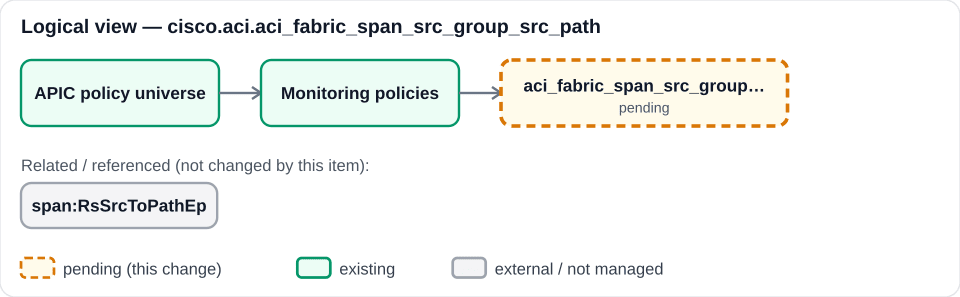 Logical view — cisco.aci.aci_fabric_span_src_group_src_path
APIC policy universe
Monitoring policies
aci_fabric_span_src_group…
pending
Related / referenced (not changed by this item):
span:RsSrcToPathEp
pending (this change)
existing
external / not managed